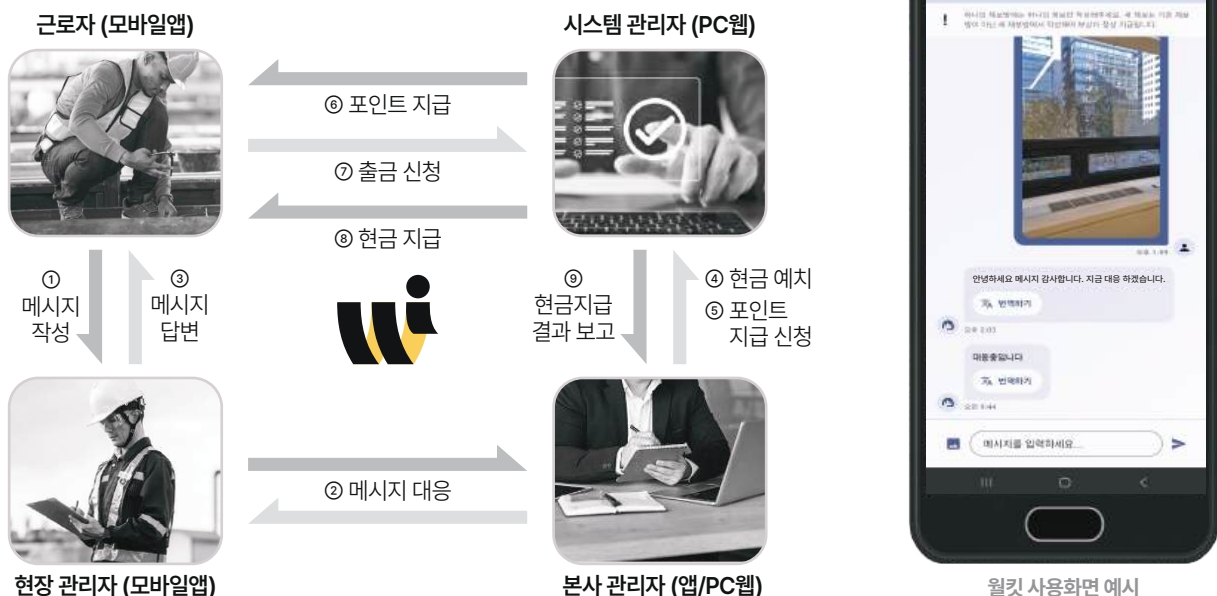 근로자 (모바일앱)
시스템 관리자 (PC웹)
⑥ 포인트 지급
⑦ 출금 신청
⑧ 현금 지급
①
메시지
작성
③
메시지
답변
⑨
현금지급
결과 보고
④ 현금 예치
⑤ 포인트
지급 신청
② 메시지 대응
현장 관리자 (모바일앱)
본사 관리자 (앱/PC웹)
안녕하세요 메시지 감사합니다. 지금 대응 하겠습니다.
번역하기
오후 2:03
번역하기
메시지를 입력하세요...
월킷 사용화면 예시